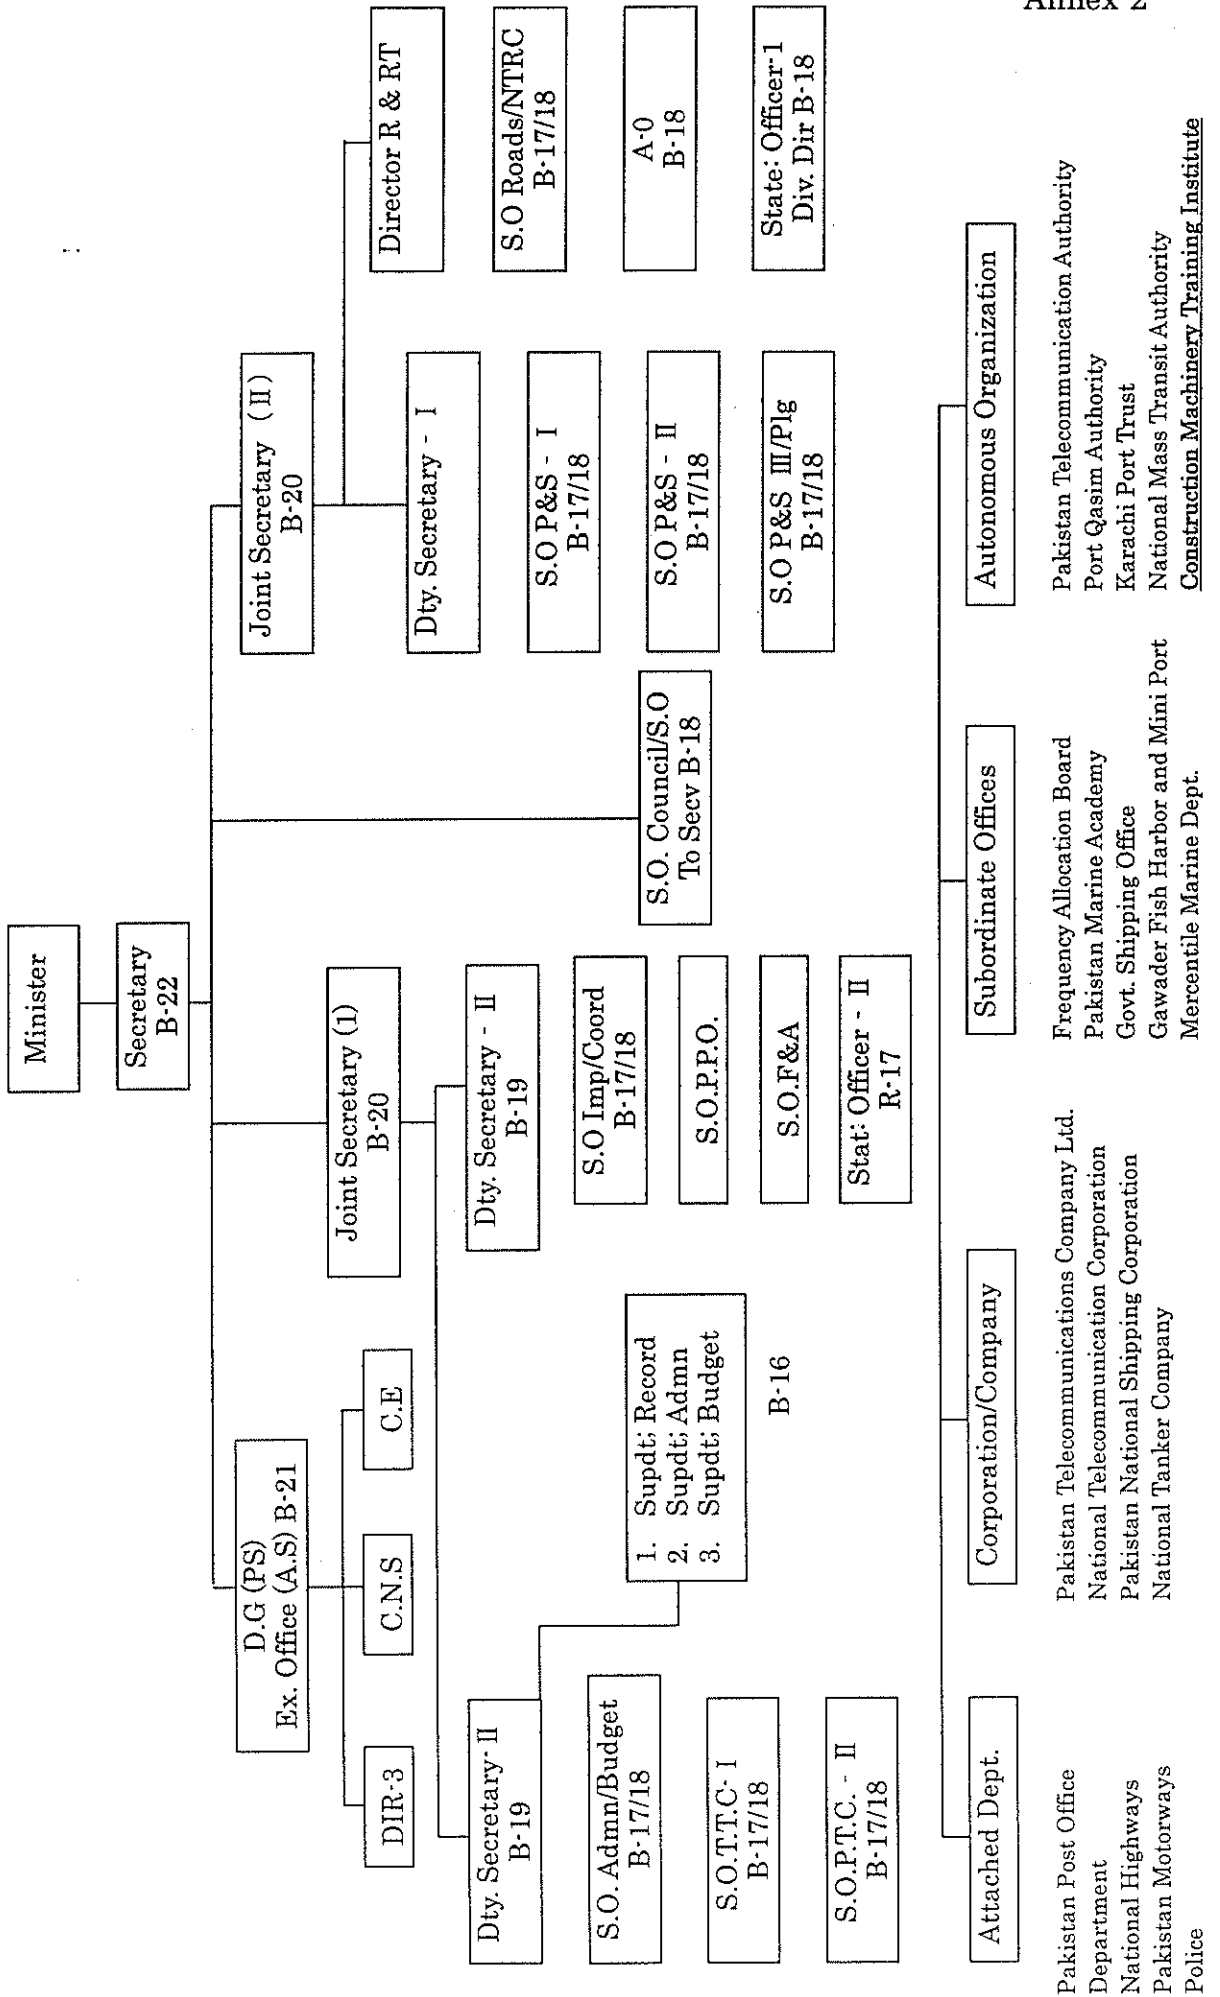 Annex 2
Minister
Secretary
B-22
D.G (PS)
Ex. Office (A.S) B-21
DIR-3
C.N.S
C.E
Joint Secretary (1)
B-20
Dty. Secretary- II
B-19
S.O. Admn/Budget
B-17/18
S.O.T.T.C- I
B-17/18
S.O.P.T.C. - II
B-17/18
1. Supdt; Record
2. Supdt; Admn
3. Supdt; Budget
B-16
Dty. Secretary - II
B-19
S.O Imp/Coord
B-17/18
S.O.P.P.O.
S.O.F&A
Stat: Officer - II
R-17
S.O. Council/S.O
To Secv B-18
Joint Secretary (II)
B-20
Dty. Secretary - I
S.O P&S - I
B-17/18
S.O P&S - II
B-17/18
S.O P&S III/Plg
B-17/18
Director R & RT
S.O Roads/NTRC
B-17/18
A-0
B-18
State: Officer-1
Div. Dir B-18
Attached Dept.
Pakistan Post Office
Department
National Highways
Pakistan Motorways
Police
Corporation/Company
Pakistan Telecommunications Company Ltd.
National Telecommunication Corporation
Pakistan National Shipping Corporation
National Tanker Company
Subordinate Offices
Frequency Allocation Board
Pakistan Marine Academy
Govt. Shipping Office
Gawader Fish Harbor and Mini Port
Mercentile Marine Dept.
Autonomous Organization
Pakistan Telecommunication Authority
Port Qasim Authority
Karachi Port Trust
National Mass Transit Authority
Construction Machinery Training Institute